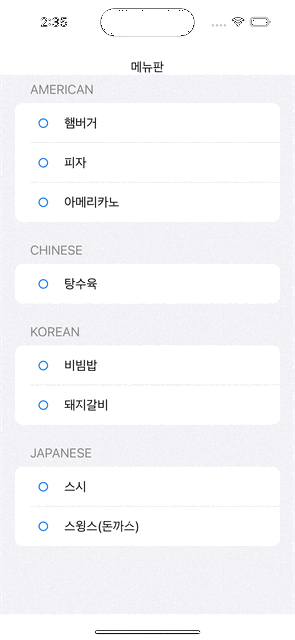 2:35
메뉴판
AMERICAN
햄버거
피자
아메리카노
CHINESE
탕수육
KOREAN
비빔밥
돼지갈비
JAPANESE
스시
스윙스(돈까스)